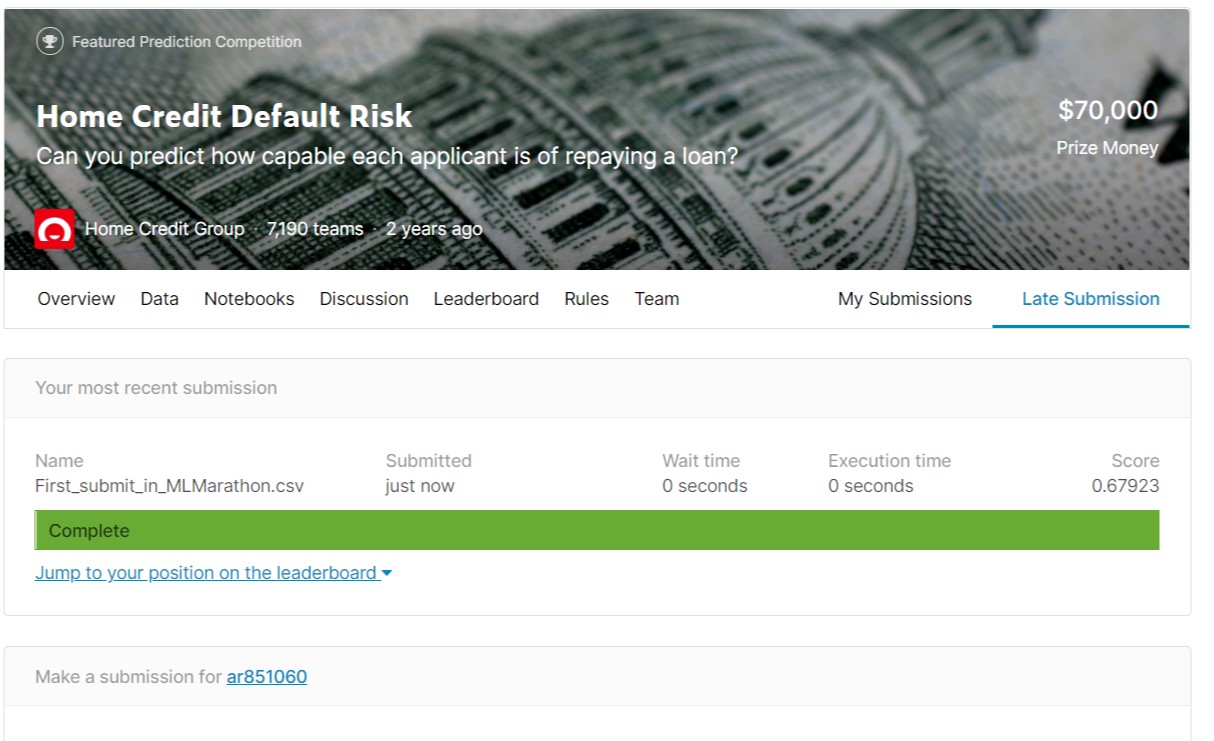 Featured Prediction Competition
Home Credit Default Risk
Can you predict how capable each applicant is of repaying a loan?
$70,000
Prize Money
Home Credit Group · 7,190 teams · 2 years ago
Overview Data Notebooks Discussion Leaderboard Rules Team My Submissions Late Submission
Your most recent submission
Name Submitted Wait time Execution time Score
First_submit_in_MLMarathon.csv just now 0 seconds 0 seconds 0.67923
Complete
Jump to your position on the leaderboard
Make a submission for ar851060